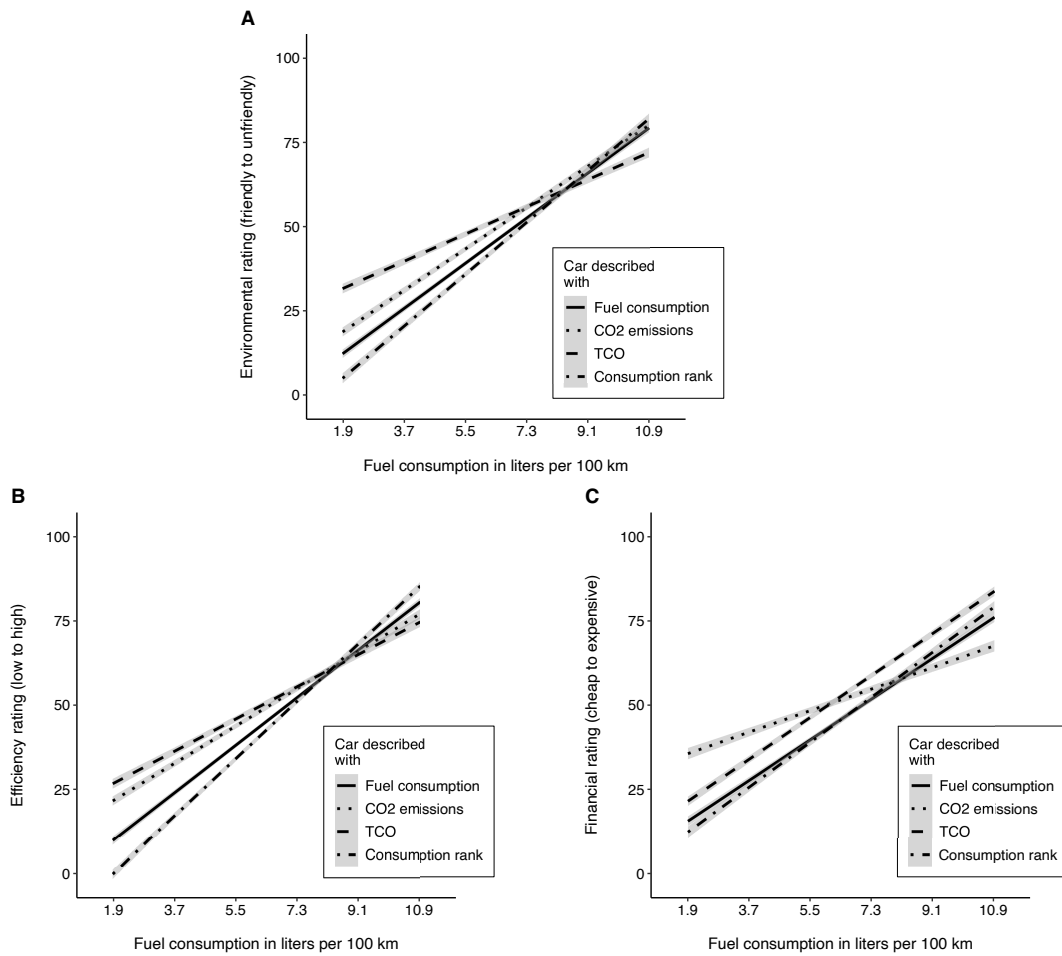 A
Environmental rating (friendly to unfriendly)
100
75
50
25
0
Car described
with
Fuel consumption
CO2 emissions
TCO
Consumption rank
1.9 3.7 5.5 7.3 9.1 10.9
Fuel consumption in liters per 100 km
B
Efficiency rating (low to high)
100
75
50
25
0
Car described
with
Fuel consumption
CO2 emissions
TCO
Consumption rank
1.9 3.7 5.5 7.3 9.1 10.9
Fuel consumption in liters per 100 km
C
Financial rating (cheap to expensive)
100
75
50
25
0
Car described
with
Fuel consumption
CO2 emissions
TCO
Consumption rank
1.9 3.7 5.5 7.3 9.1 10.9
Fuel consumption in liters per 100 km